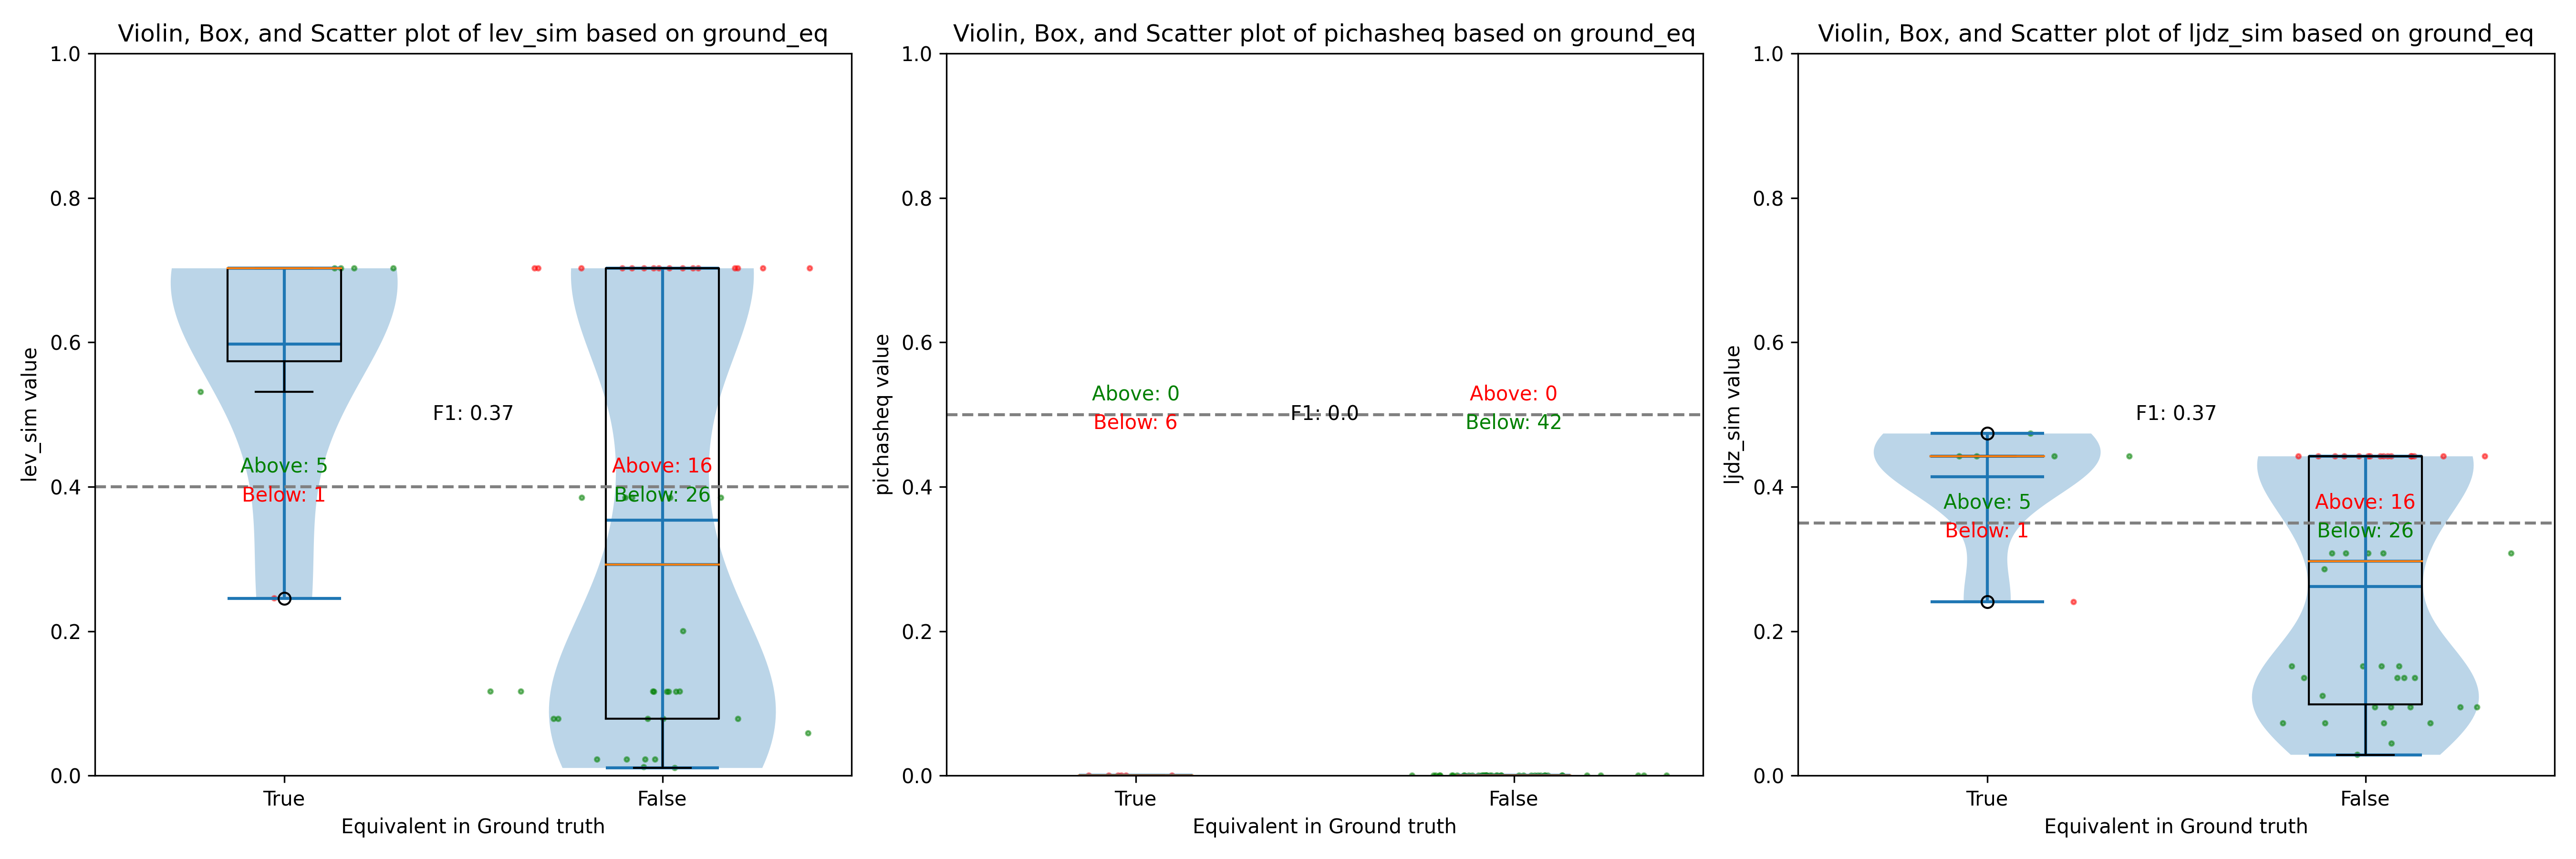 Violin, Box, and Scatter plot of lev_sim based on ground_eq
1.0
0.8
0.6
0.4
0.2
0.0
lev_sim value
F1: 0.37
Above: 5
Below: 1
Above: 16
Below: 26
True
False
Equivalent in Ground truth
Violin, Box, and Scatter plot of pichasheq based on ground_eq
1.0
0.8
0.6
0.4
0.2
0.0
pichasheq value
Above: 0
Below: 6
F1: 0.0
Above: 0
Below: 42
True
False
Equivalent in Ground truth
Violin, Box, and Scatter plot of ljdz_sim based on ground_eq
1.0
0.8
0.6
0.4
0.2
0.0
ljdz_sim value
F1: 0.37
Above: 5
Below: 1
Above: 16
Below: 26
True
False
Equivalent in Ground truth